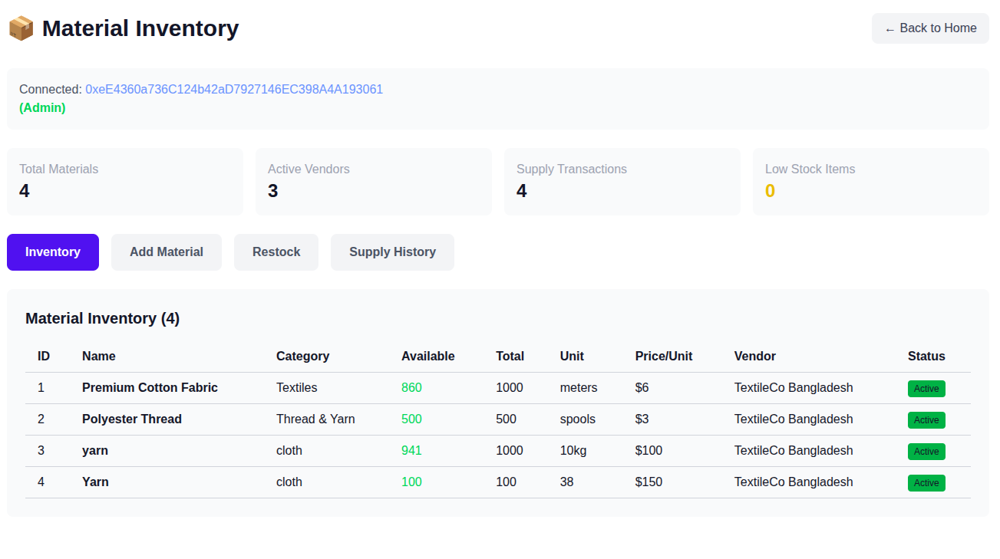 Material Inventory
← Back to Home
Connected: 0xeE4360a736C124b42aD7927146EC398A4A193061
(Admin)
Total Materials
4
Active Vendors
3
Supply Transactions
4
Low Stock Items
0
Inventory
Add Material
Restock
Supply History
Material Inventory (4)
ID Name Category Available Total Unit Price/Unit Vendor Status
1 Premium Cotton Fabric Textiles 860 1000 meters $6 TextileCo Bangladesh Active
2 Polyester Thread Thread & Yarn 500 500 spools $3 TextileCo Bangladesh Active
3 yarn cloth 941 1000 10kg $100 TextileCo Bangladesh Active
4 Yarn cloth 100 100 38 $150 TextileCo Bangladesh Active